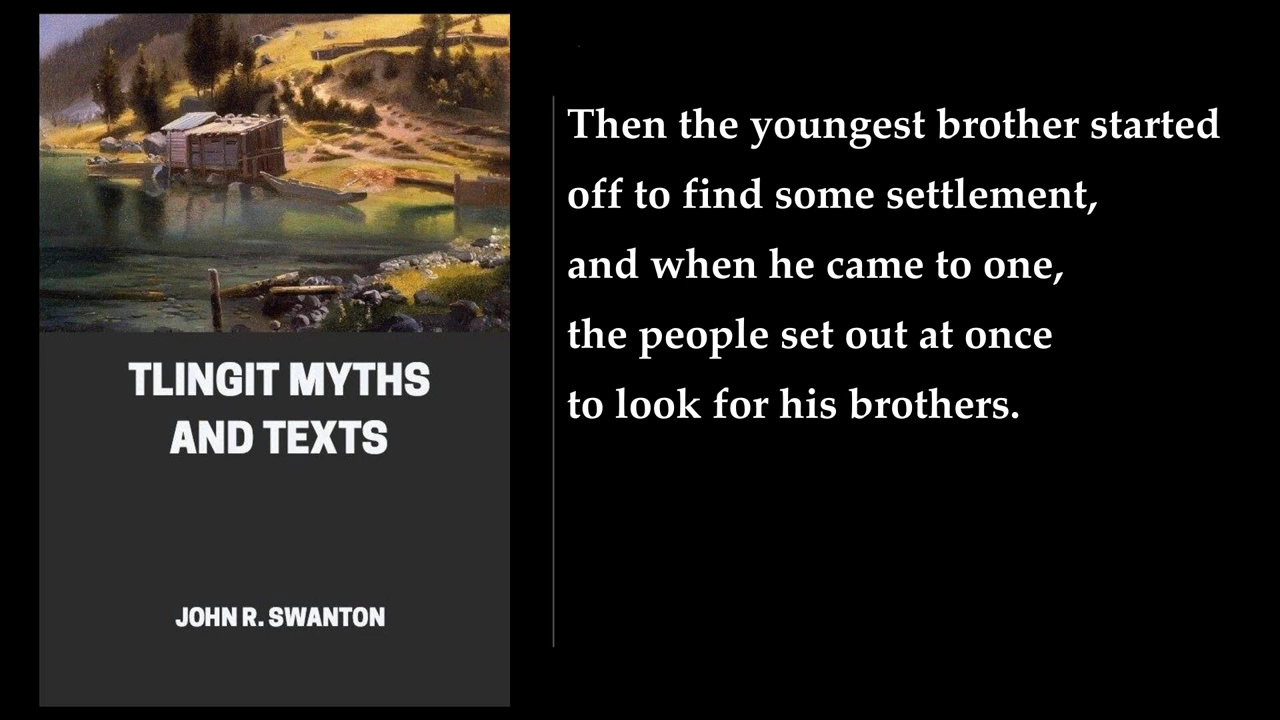 TLINGIT MYTHS
AND TEXTS
JOHN R. SWANTON
Then the youngest brother started
off to find some settlement,
and when he came to one,
the people set out at once
to look for his brothers.